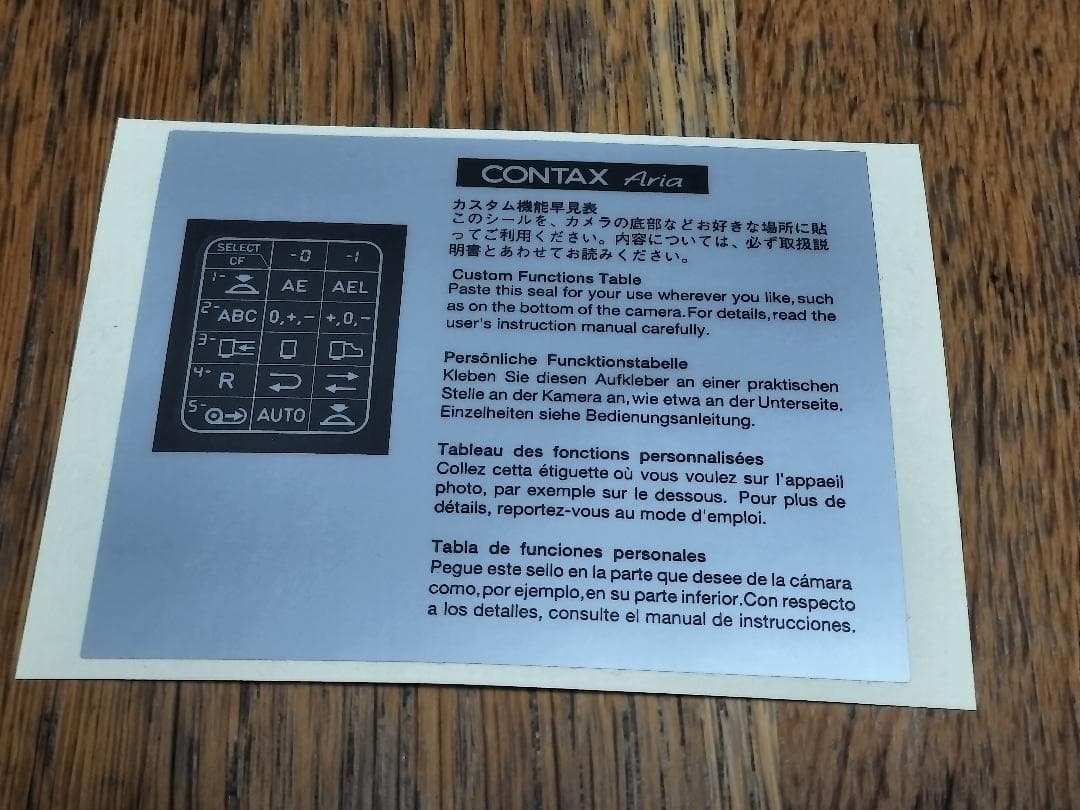 SELECT
CF -0 -1
1- AE AEL
2- ABC 0,+,- +,0,-
3-
4- R
5- AUTO
CONTAX Aria
カスタム機能早見表
このシールを、カメラの底部などお好きな場所に貼
ってご利用ください。内容については、必ず取扱説
明書とあわせてお読みください。
Custom Functions Table
Paste this seal for your use wherever you like, such
as on the bottom of the camera. For details, read the
user's instruction manual carefully.
Persönliche Funcktionstabelle
Kleben Sie diesen Aufkleber an einer praktischen
Stelle an der Kamera an, wie etwa an der Unterseite.
Einzelheiten siehe Bedienungsanleitung.
Tableau des fonctions personnalisées
Collez cetta étiguette où vous voulez sur l'appaeil
photo, par exemple sur le dessous. Pour plus de
détails, reportez-vous au mode d'emploi.
Tabla de funciones personales
Pegue este sello en la parte que desee de la cámara
como, por ejemplo, en su parte inferior. Con respecto
a los detalles, consulte el manual de instrucciones.